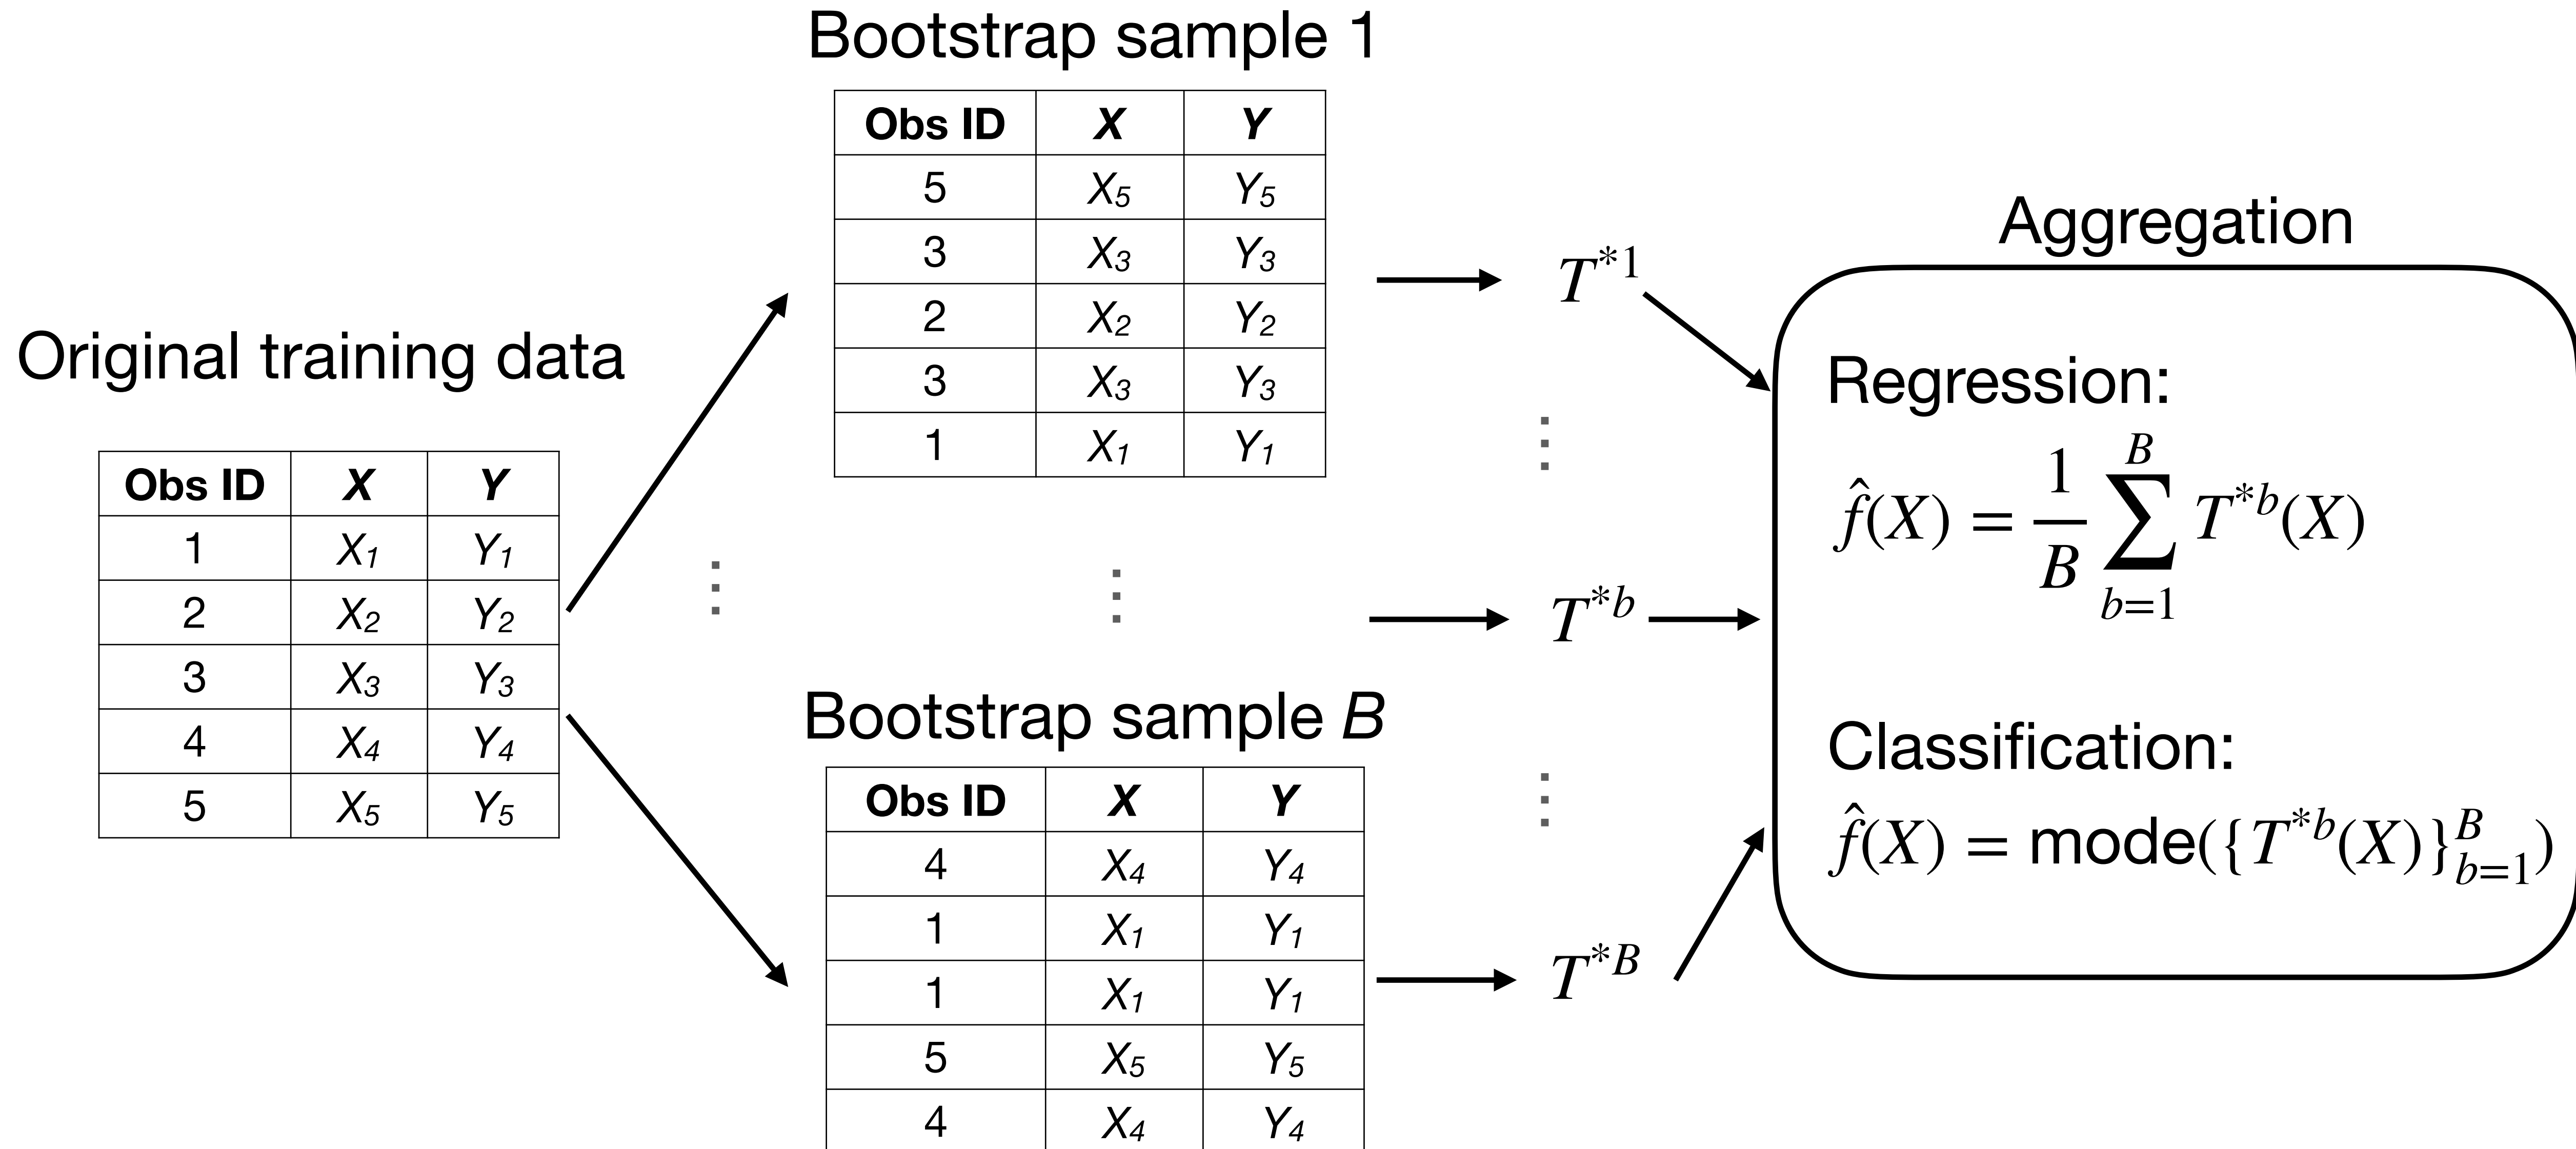 Bootstrap sample 1
Obs ID X Y
5 X5 Y5
3 X3 Y3
2 X2 Y2
3 X3 Y3
1 X1 Y1
Original training data
Obs ID X Y
1 X1 Y1
2 X2 Y2
3 X3 Y3
4 X4 Y4
5 X5 Y5
Bootstrap sample B
Obs ID X Y
4 X4 Y4
1 X1 Y1
1 X1 Y1
5 X5 Y5
4 X4 Y4
T*1
T*b
T*B
Aggregation
Regression:
f̂(X) = 1/B ∑_{b=1}^{B} T*b(X)
Classification:
f̂(X) = mode({T*b(X)}_{b=1}^{B})